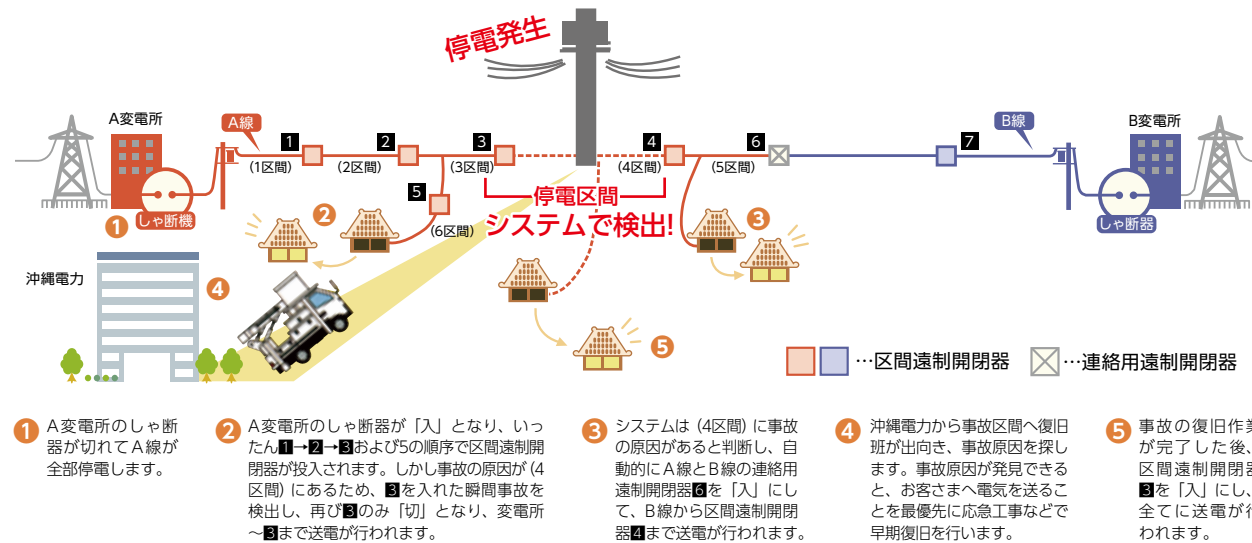 停電発生
A変電所
A線
1
2
3
4
6
7
B線
B変電所
(1区間)
(2区間)
(3区間)
(4区間)
(5区間)
5
停電区間
システムで検出!
(6区間)
1
しゃ断機
2
3
しゃ断器
沖縄電力
4
5
…区間遠制開閉器
…連絡用遠制開閉器
1
A変電所のしゃ断
器が切れてA線が
全部停電します。
2
A変電所のしゃ断器が「入」となり、いっ
たん1→2→3および5の順序で区間遠制開
閉器が投入されます。しかし事故の原因が(4
区間)にあるため、3を入れた瞬間事故を
検出し、再び3のみ「切」となり、変電所
～3まで送電が行われます。
3
システムは(4区間)に事故
の原因があると判断し、自
動的にA線とB線の連絡用
遠制開閉器6を「入」にし
て、B線から区間遠制開閉
器4まで送電が行われます。
4
沖縄電力から事故区間へ復旧
班が出向き、事故原因を探し
ます。事故原因が発見できる
と、お客さまへ電気を送るこ
とを最優先に応急工事などで
早期復旧を行います。
5
事故の復旧作業
が完了した後、
区間遠制開閉器
3を「入」にし、
全てに送電が行
われます。